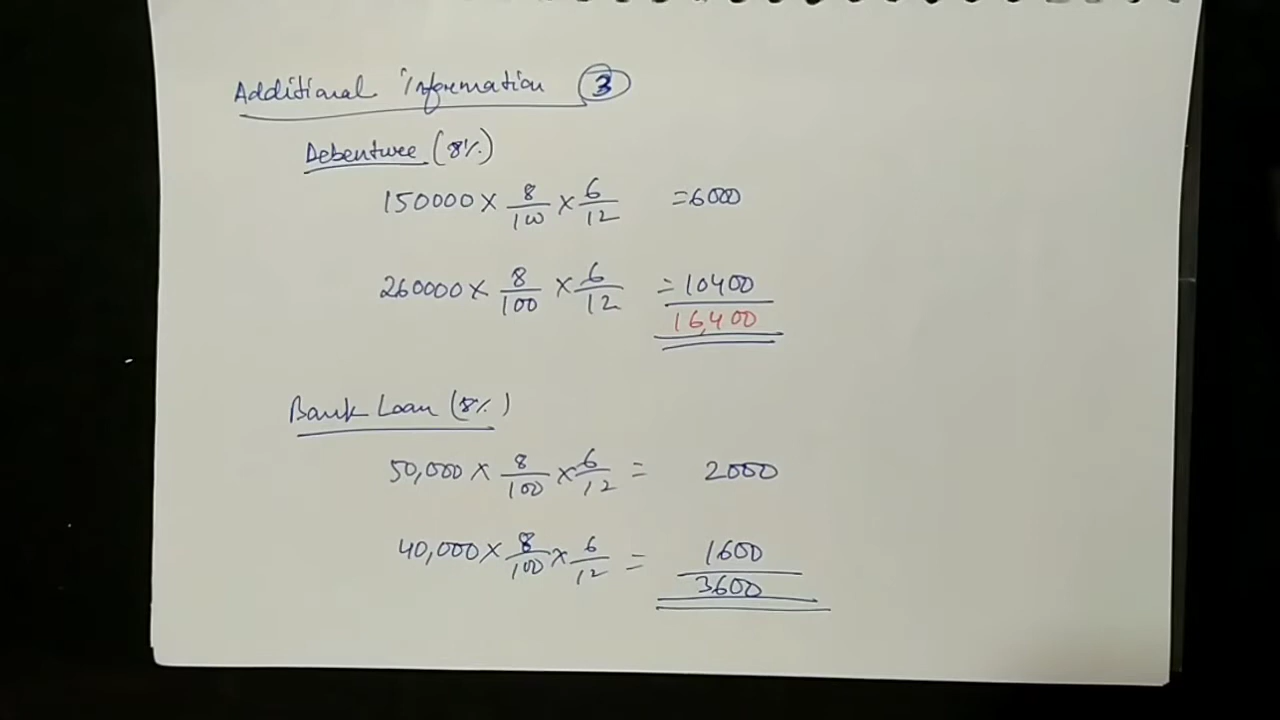 Additional Information 3
Debenture (8%)
150000 × 8/100 × 6/12 = 6000
260000 × 8/100 × 6/12 = 10400
16,400
Bank Loan (8%)
50,000 × 8/100 × 6/12 = 2000
40,000 × 8/100 × 6/12 = 1600
3600